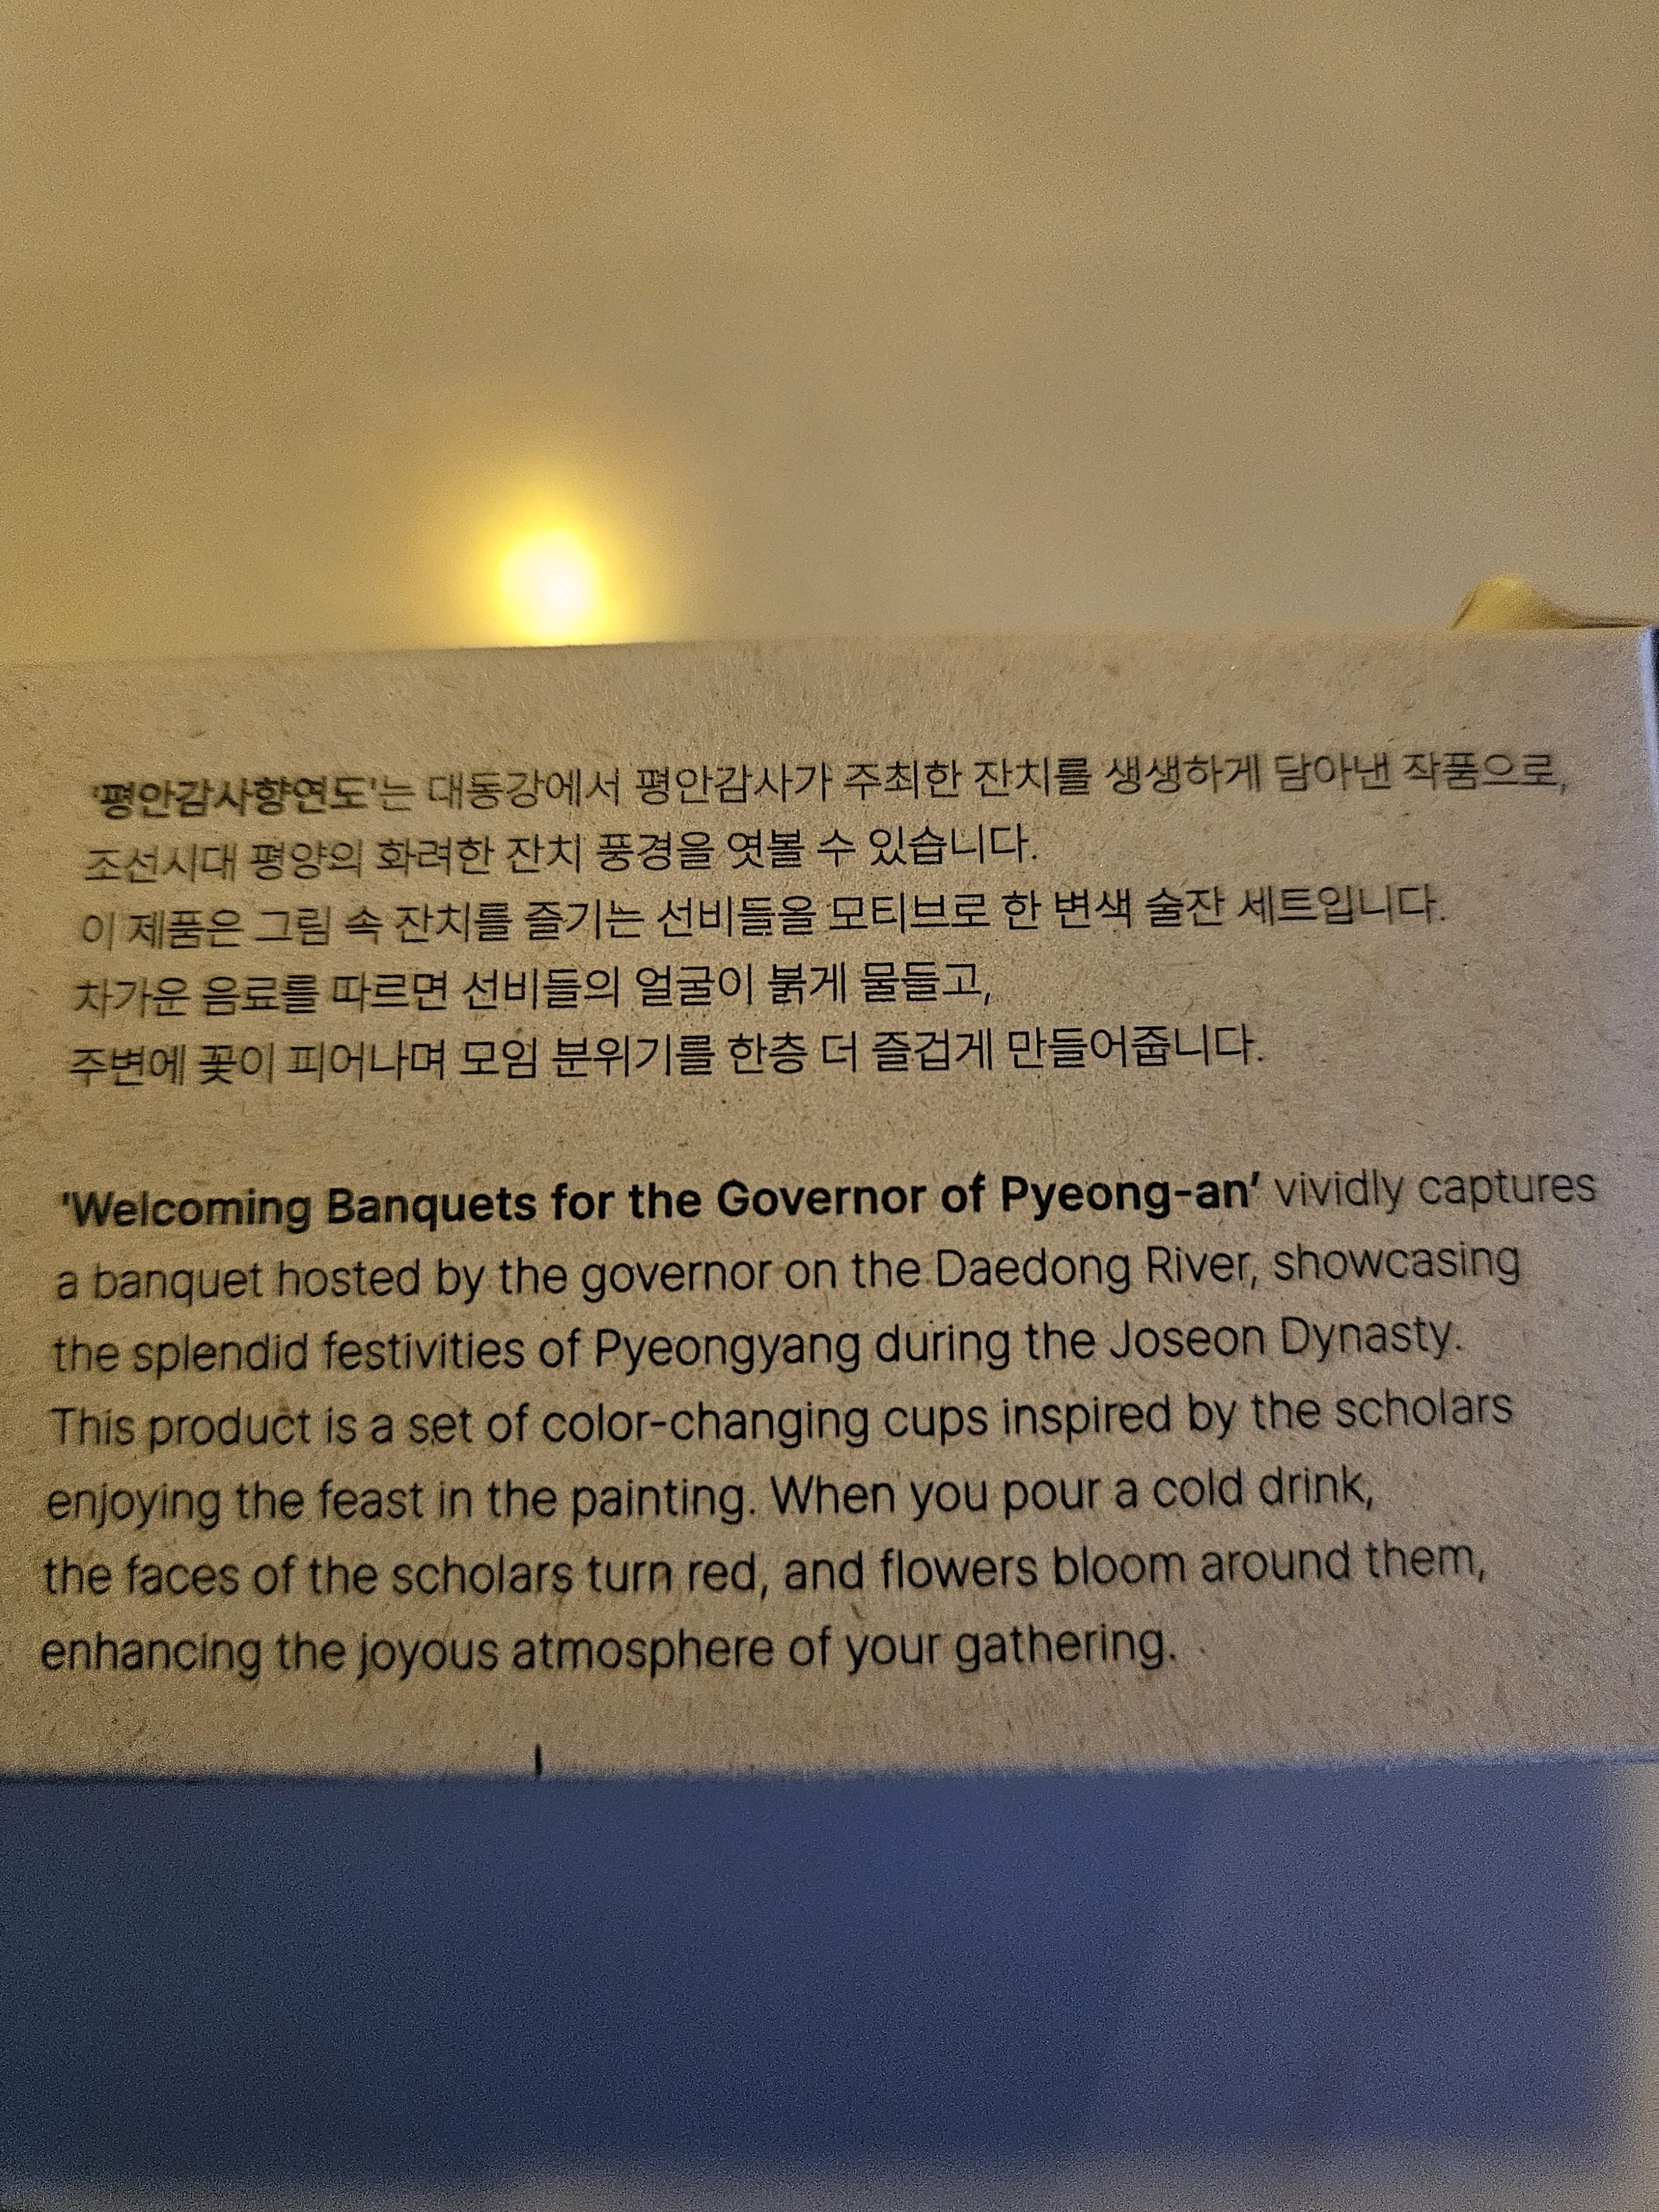 '평안감사향연도'는 대동강에서 평안감사가 주최한 잔치를 생생하게 담아낸 작품으로,
조선시대 평양의 화려한 잔치 풍경을 엿볼 수 있습니다.
이 제품은 그림 속 잔치를 즐기는 선비들을 모티브로 한 변색 술잔 세트입니다.
차가운 음료를 따르면 선비들의 얼굴이 붉게 물들고,
주변에 꽃이 피어나며 모임 분위기를 한층 더 즐겁게 만들어줍니다.
'Welcoming Banquets for the Governor of Pyeong-an' vividly captures
a banquet hosted by the governor on the Daedong River, showcasing
the splendid festivities of Pyeongyang during the Joseon Dynasty.
This product is a set of color-changing cups inspired by the scholars
enjoying the feast in the painting. When you pour a cold drink,
the faces of the scholars turn red, and flowers bloom around them,
enhancing the joyous atmosphere of your gathering.